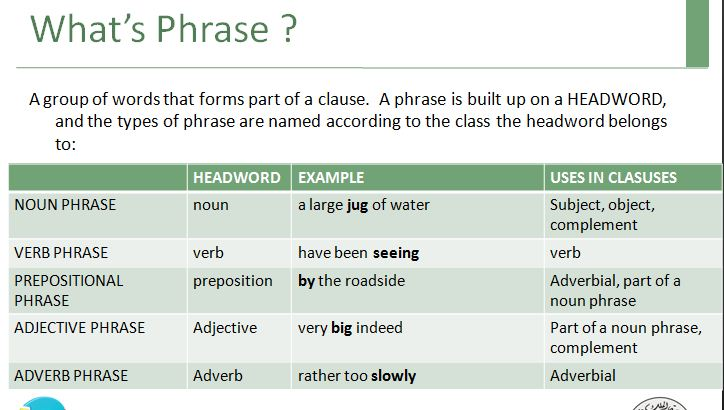 What's Phrase ?
A group of words that forms part of a clause. A phrase is built up on a HEADWORD,
and the types of phrase are named according to the class the headword belongs
to:
HEADWORD EXAMPLE USES IN CLASUSES
NOUN PHRASE noun a large jug of water Subject, object,
complement
VERB PHRASE verb have been seeing verb
PREPOSITIONAL preposition by the roadside Adverbial, part of a
PHRASE noun phrase
ADJECTIVE PHRASE Adjective very big indeed Part of a noun phrase,
complement
ADVERB PHRASE Adverb rather too slowly Adverbial